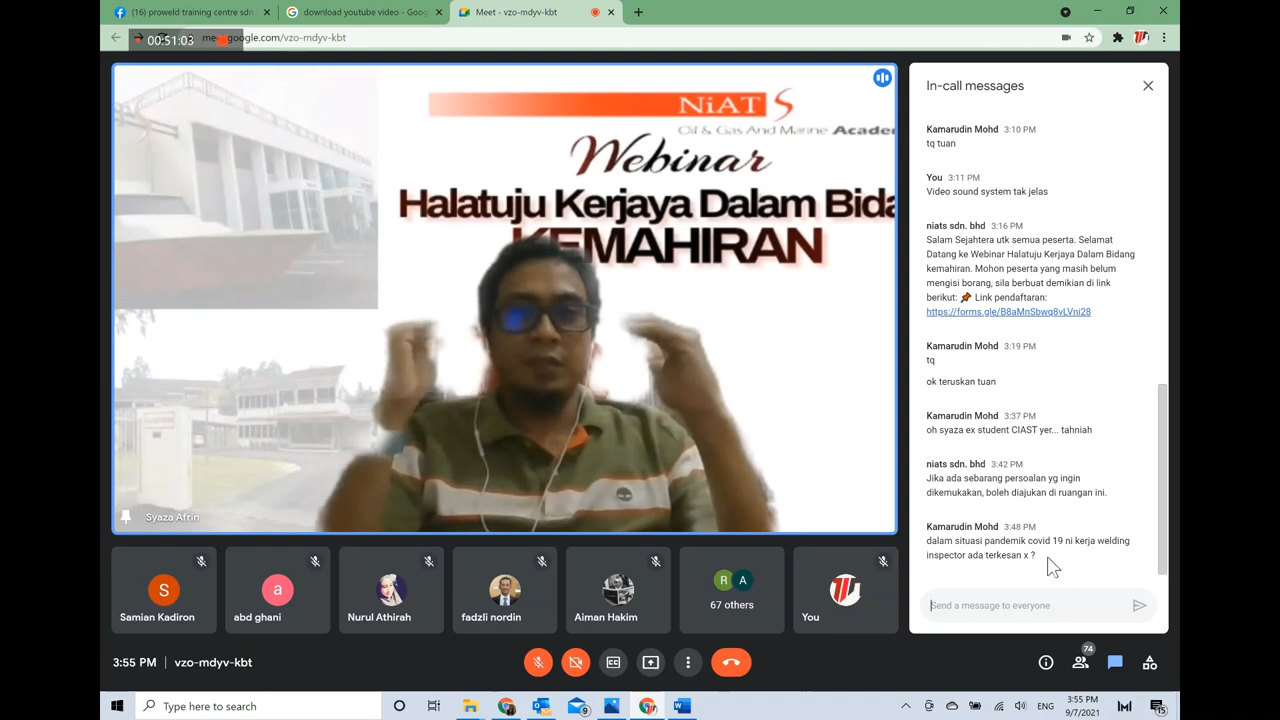 (16) proweld training centre sdn
download youtube video - Goog
Meet - vzo-mdyv-kbt
00:51:03
vzo-mdyv-kbt
NiATS
Oil & Gas And Marine Academ
Webinar
Halatuju Kerjaya Dalam Bida
KEMAHIRAN
Syaza Afrin
In-call messages
Kamarudin Mohd 3:10 PM
tq tuan
You 3:11 PM
Video sound system tak jelas
niats sdn. bhd 3:16 PM
Salam Sejahtera utk semua peserta. Selamat
Datang ke Webinar Halatuju Kerjaya Dalam Bidang
kemahiran. Mohon peserta yang masih belum
mengisi borang, sila berbuat demikian di link
berikut: 📌 Link pendaftaran:
https://forms.gle/B8aMnSbwq8vLVni28
Kamarudin Mohd 3:19 PM
tq
ok teruskan tuan
Kamarudin Mohd 3:37 PM
oh syaza ex student CIAST yer... tahniah
niats sdn. bhd 3:42 PM
Jika ada sebarang persoalan yg ingin
dikemukakan, boleh diajukan di ruangan ini.
Kamarudin Mohd 3:48 PM
dalam situasi pandemik covid 19 ni kerja welding
inspector ada terkesan x ?
Send a message to everyone
S
Samian Kadiron
a
abd ghani
Nurul Athirah
fadzli nordin
Aiman Hakim
R A
67 others
You
3:55 PM
vzo-mdyv-kbt
74
Type here to search
9
ENG
3:55 PM
9/7/2021
15